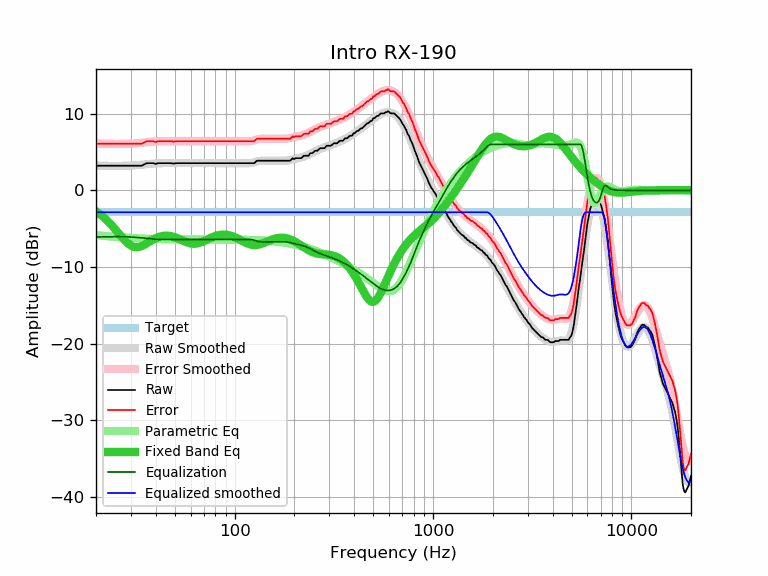 Intro RX-190
10
0
−10
−20
−30
−40
Amplitude (dBr)
Target
Raw Smoothed
Error Smoothed
Raw
Error
Parametric Eq
Fixed Band Eq
Equalization
Equalized smoothed
100
1000
10000
Frequency (Hz)